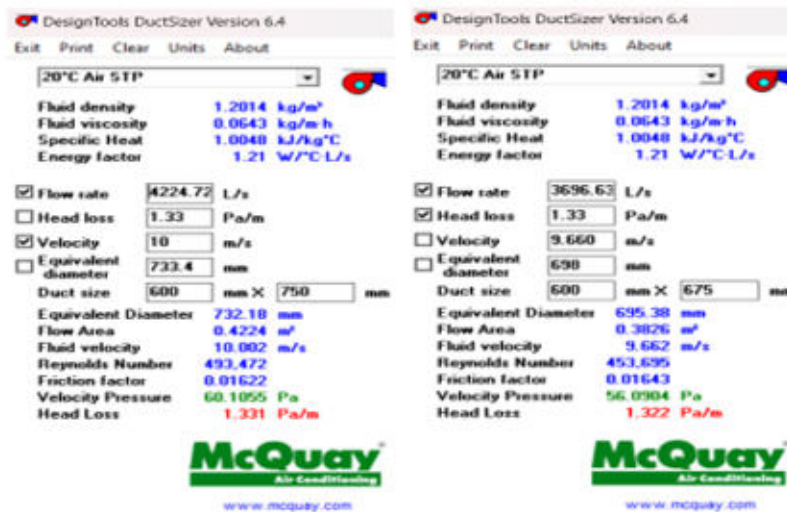 DesignTools DuctSizer Version 6.4
Exit Print Clear Units About
20°C Air STP
Fluid density 1.2014 kg/m³
Fluid viscosity 0.0643 kg/m·h
Specific Heat 1.0048 kJ/kg°C
Energy factor 1.21 W/°C·L/s
Flow rate 4224.72 L/s
Head loss 1.33 Pa/m
Velocity 10 m/s
Equivalent diameter 733.4 mm
Duct size 600 mm X 750 mm
Equivalent Diameter 732.18 mm
Flow Area 0.4224 m²
Fluid velocity 10.002 m/s
Reynolds Number 493,472
Friction factor 0.01622
Velocity Pressure 60.1055 Pa
Head Loss 1.331 Pa/m
McQuay
Air Conditioning
www.mcquay.com
DesignTools DuctSizer Version 6.4
Exit Print Clear Units About
20°C Air STP
Fluid density 1.2014 kg/m³
Fluid viscosity 0.0643 kg/m·h
Specific Heat 1.0048 kJ/kg°C
Energy factor 1.21 W/°C·L/s
Flow rate 3696.63 L/s
Head loss 1.33 Pa/m
Velocity 9.660 m/s
Equivalent diameter 698 mm
Duct size 600 mm X 675
Equivalent Diameter 695.38 mm
Flow Area 0.3826 m²
Fluid velocity 9.662 m/s
Reynolds Number 453,695
Friction factor 0.01643
Velocity Pressure 56.0904 Pa
Head Loss 1.322 Pa/m
McQuay
Air Conditioning
www.mcquay.com